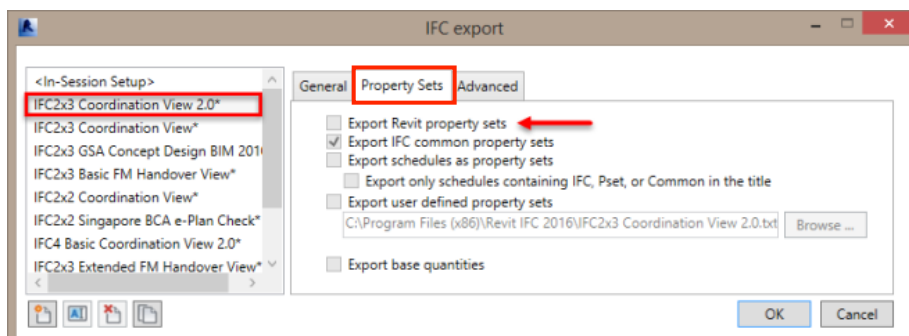 IFC export
<In-Session Setup>
IFC2x3 Coordination View 2.0*
IFC2x3 Coordination View*
IFC2x3 GSA Concept Design BIM 201
IFC2x3 Basic FM Handover View*
IFC2x2 Coordination View*
IFC2x2 Singapore BCA e-Plan Check*
IFC4 Basic Coordination View 2.0*
IFC2x3 Extended FM Handover View*
General Property Sets Advanced
Export Revit property sets
Export IFC common property sets
Export schedules as property sets
Export only schedules containing IFC, Pset, or Common in the title
Export user defined property sets
C:\Program Files (x86)\Revit IFC 2016\IFC2x3 Coordination View 2.0.txt Browse ...
Export base quantities
OK Cancel